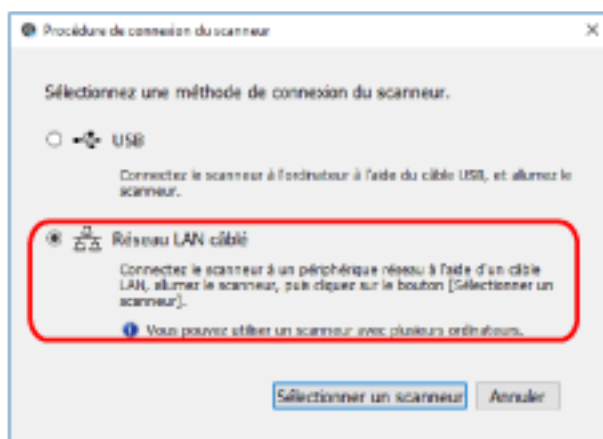 Procédure de connexion du scanneur
Sélectionnez une méthode de connexion du scanneur.
USB
Connectez le scanneur à l'ordinateur à l'aide du câble USB, et allumez le
scanneur.
Réseau LAN câblé
Connectez le scanneur à un périphérique réseau à l'aide d'un câble
LAN, allumez le scanneur, puis cliquez sur le bouton [Sélectionner un
scanneur].
Vous pouvez utiliser un scanneur avec plusieurs ordinateurs.
Sélectionner un scanneur
Annuler